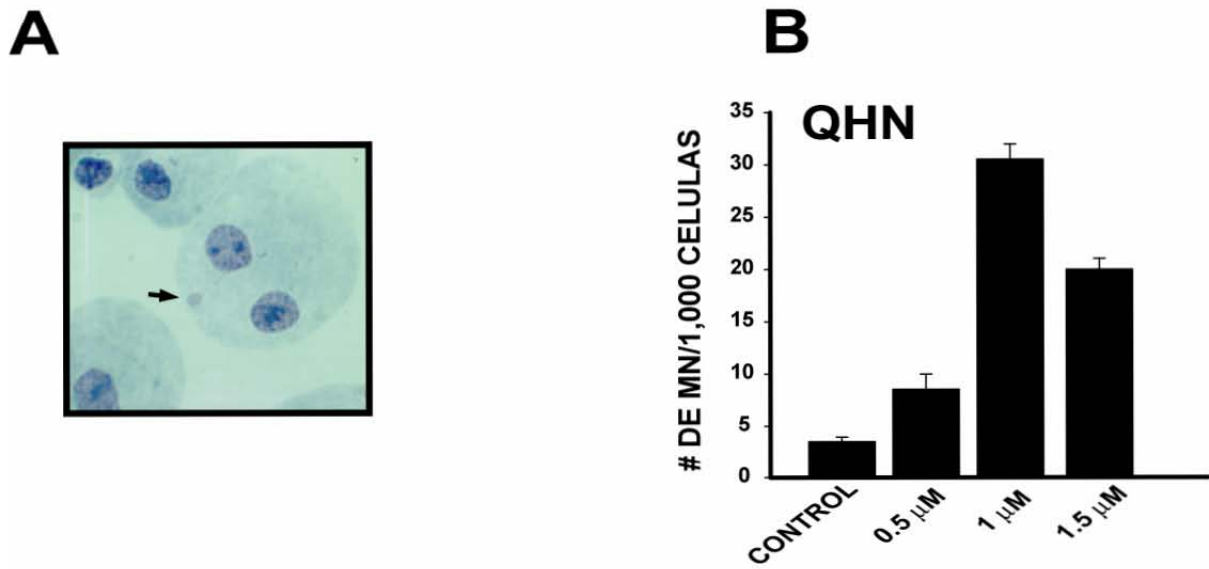 A
B
QHN
# DE MN/1,000 CELULAS
35
30
25
20
15
10
5
0
CONTROL
0.5 μM
1 μM
1.5 μM